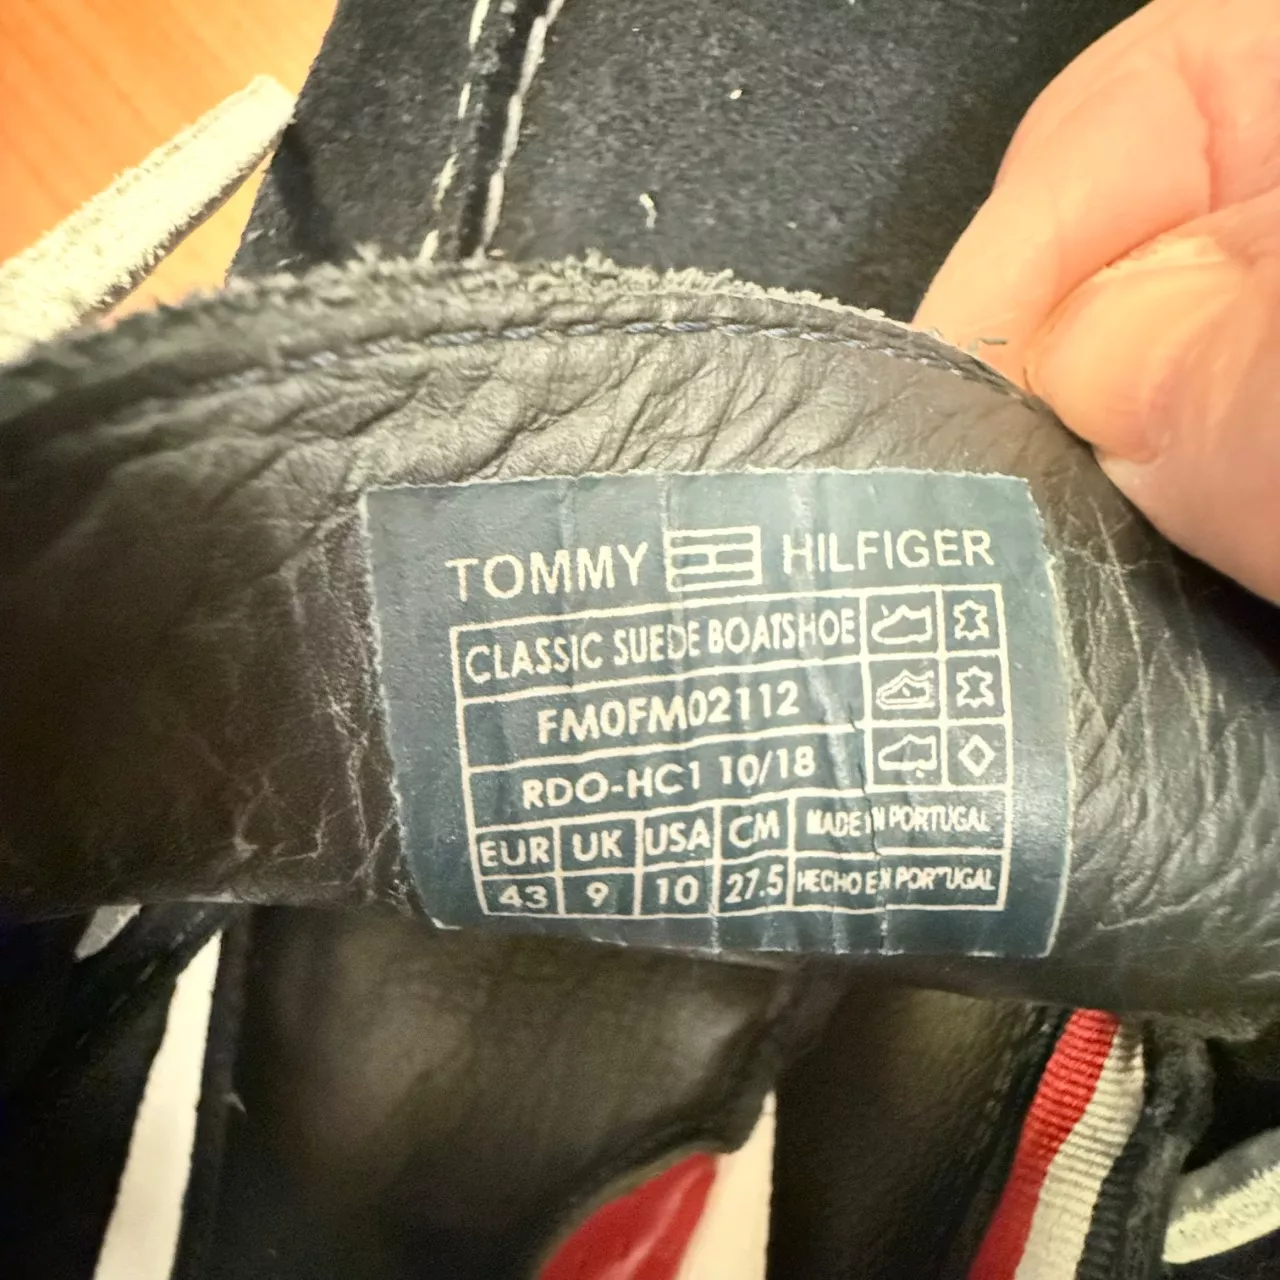 TOMMY HILFIGER
CLASSIC SUEDE BOATSHOE
FM0FM02112
RDO-HC1 10/18
EUR UK USA CM MADE IN PORTUGAL
43 9 10 27.5 HECHO EN PORTUGAL